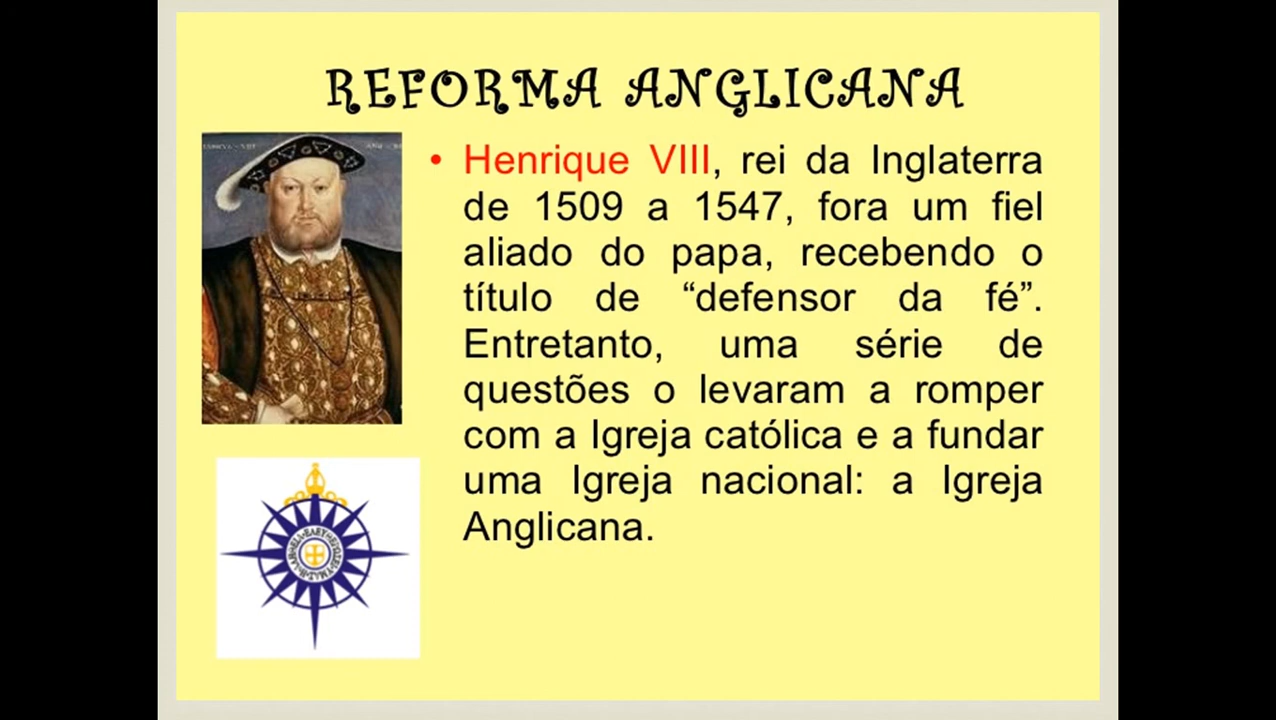 REFORMA ANGLICANA
• Henrique VIII, rei da Inglaterra
de 1509 a 1547, fora um fiel
aliado do papa, recebendo o
título de “defensor da fé”.
Entretanto, uma série de
questões o levaram a romper
com a Igreja católica e a fundar
uma Igreja nacional: a Igreja
Anglicana.